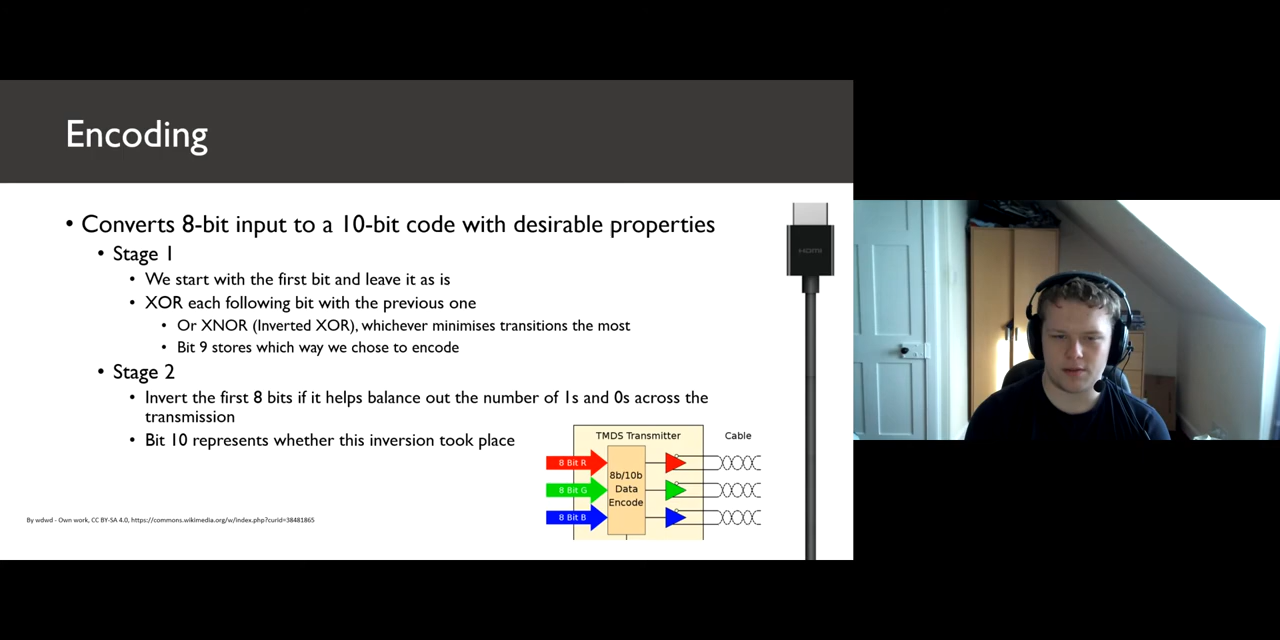 Encoding
• Converts 8-bit input to a 10-bit code with desirable properties
• Stage 1
• We start with the first bit and leave it as is
• XOR each following bit with the previous one
• Or XNOR (Inverted XOR), whichever minimises transitions the most
• Bit 9 stores which way we chose to encode
• Stage 2
• Invert the first 8 bits if it helps balance out the number of 1s and 0s across the
transmission
• Bit 10 represents whether this inversion took place
TMDS Transmitter
Cable
8 Bit R
8 Bit G
8 Bit B
8b/10b
Data
Encode
By wdwd - Own work, CC BY-SA 4.0, https://commons.wikimedia.org/w/index.php?curid=38481865
HDMI